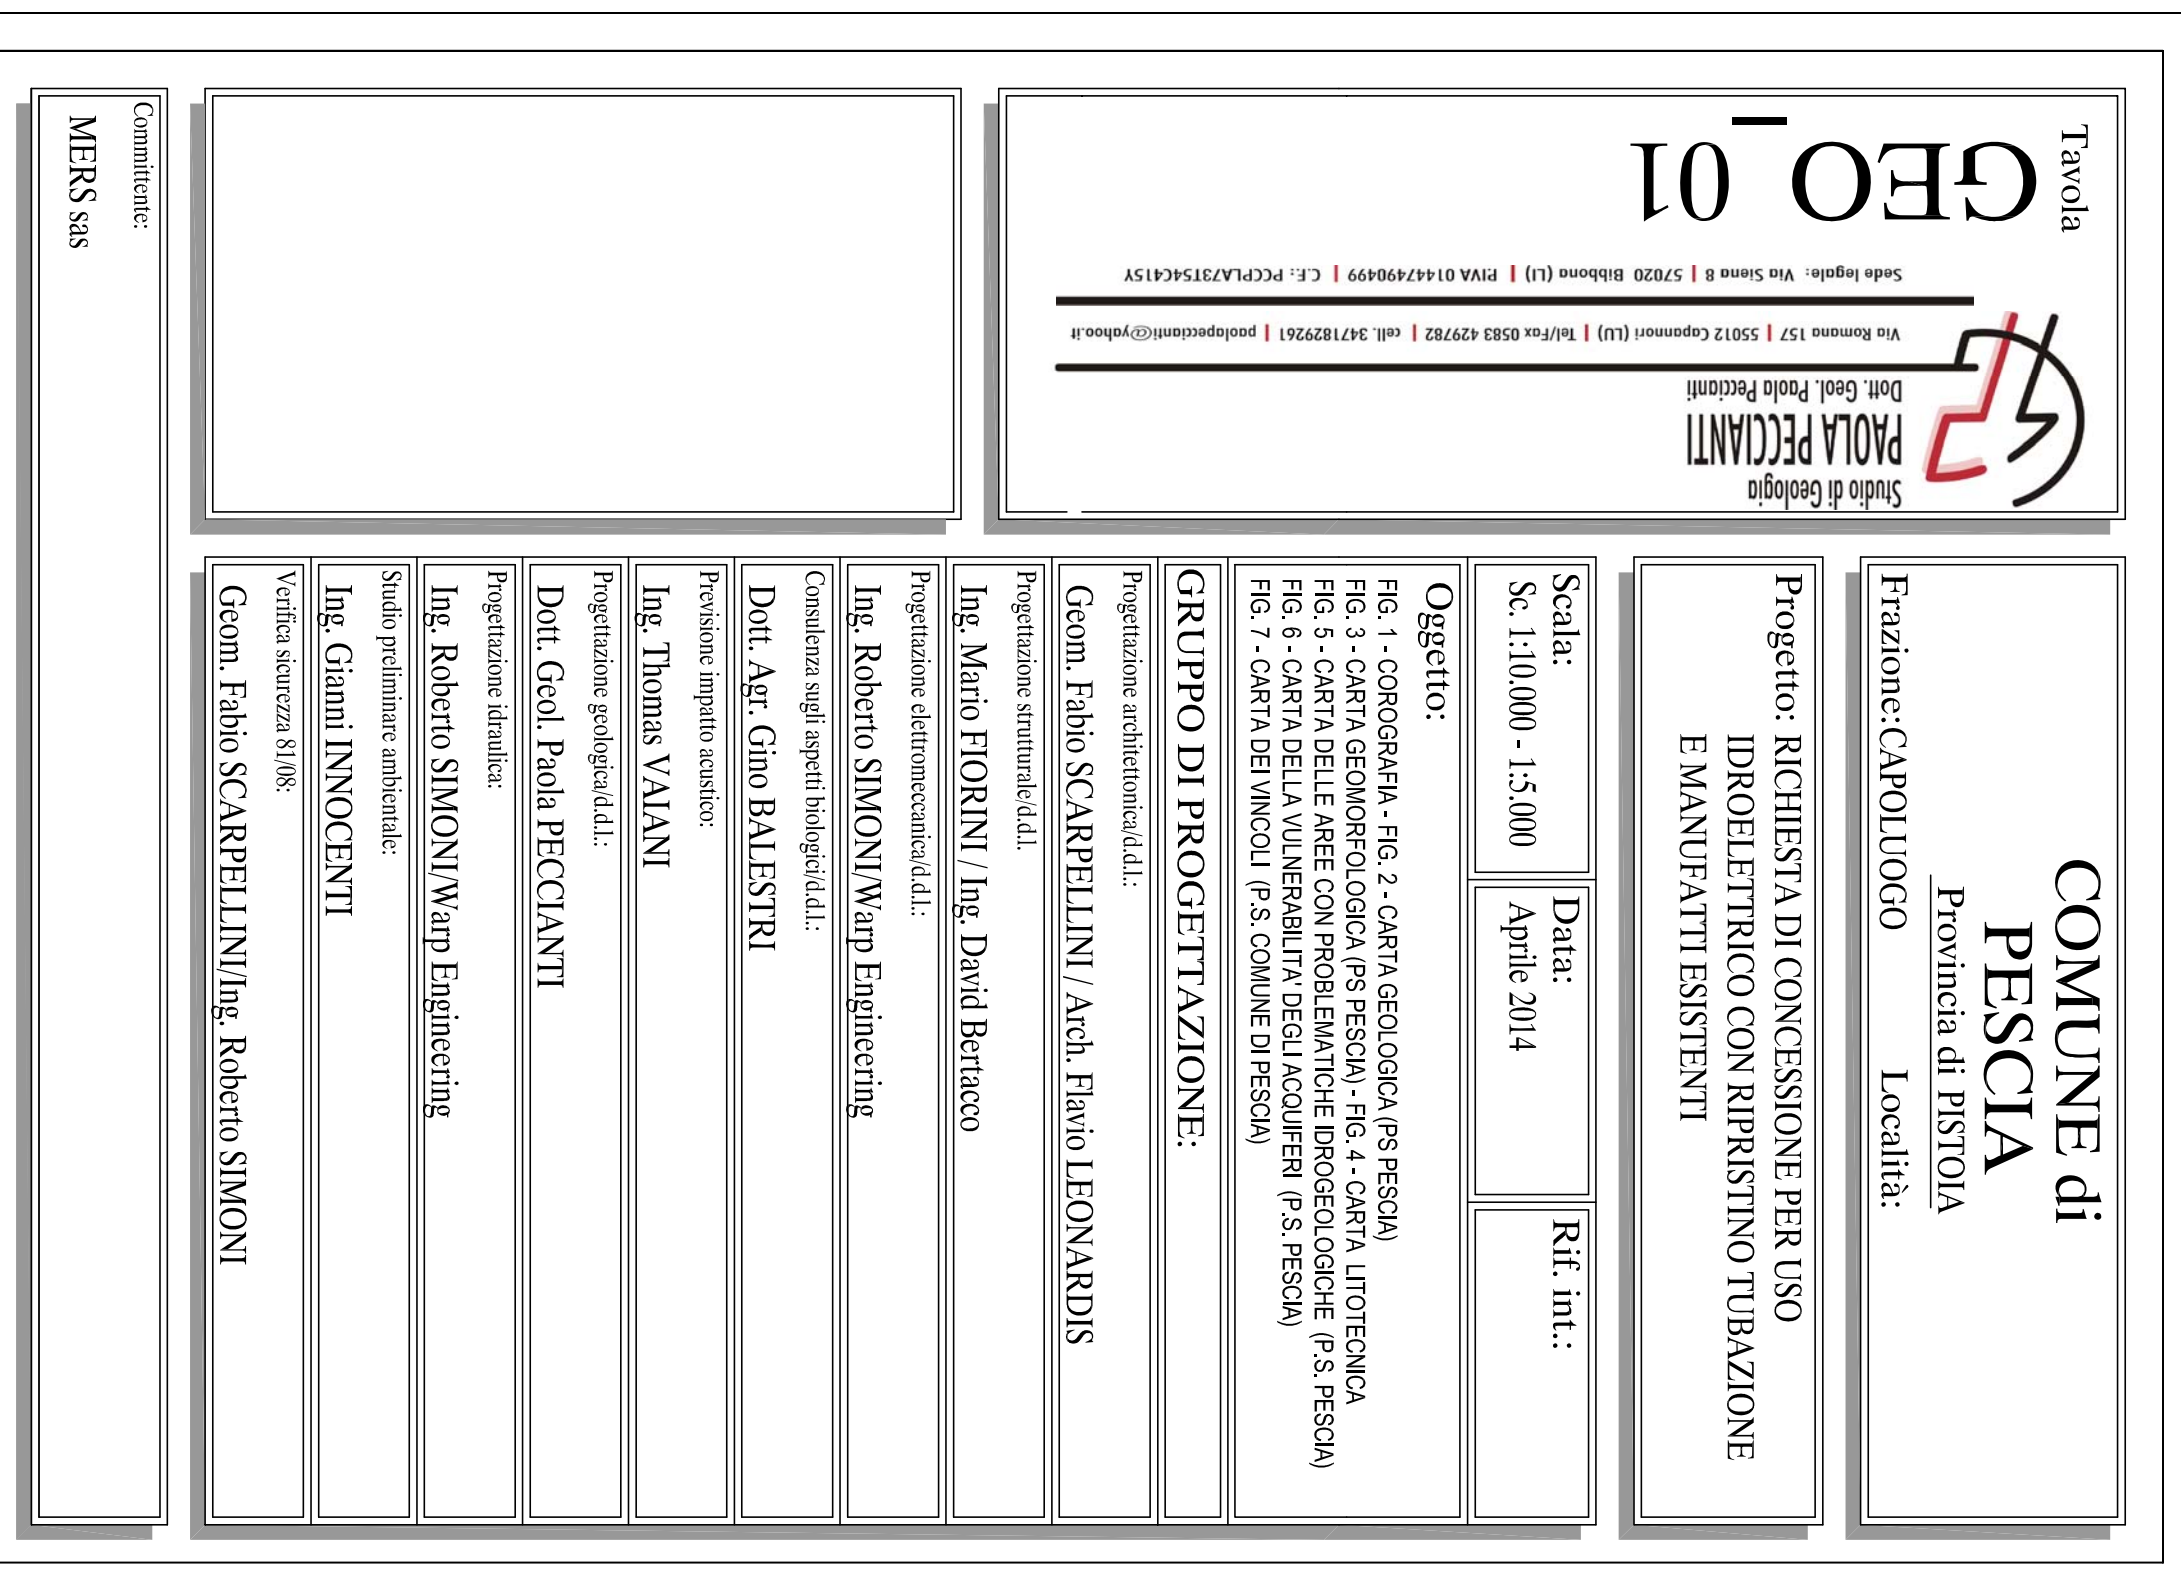 COMUNE di
PESCIA
Provincia di PISTOIA
Frazione:CAPOLUOGO Località:
Progetto: RICHIESTA DI CONCESSIONE PER USO
IDROELETTRICO CON RIPRISTINO TUBAZIONE
E MANUFATTI ESISTENTI
Tavola
GEO_01
Studio di Geologia
PAOLA PECCIANTI
Dott. Geol. Paola Peccianti
Via Romana 157 | 55012 Capannori (LU) | Tel/Fax 0583 429782 | cell. 3471829261 | paolapeccianti@yahoo.it
Sede legale: Via Siena 8 | 57020 Bibbona (LI) | P.IVA 01447490499 | C.F.: PCCPLA73T54C415Y
Scala:
Sc. 1:10.000 - 1:5.000
Data:
Aprile 2014
Rif. int.:
Oggetto:
FIG. 1 - COROGRAFIA - FIG. 2 - CARTA GEOLOGICA (PS PESCIA)
FIG. 3 - CARTA GEOMORFOLOGICA (PS PESCIA) - FIG. 4 - CARTA LITOTECNICA
FIG. 5 - CARTA DELLE AREE CON PROBLEMATICHE IDROGEOLOGICHE (P.S. PESCIA)
FIG. 6 - CARTA DELLA VULNERABILITA' DEGLI ACQUIFERI (P.S. PESCIA)
FIG. 7 - CARTA DEI VINCOLI (P.S. COMUNE DI PESCIA)
GRUPPO DI PROGETTAZIONE:
Progettazione architettonica/d.d.l.:
Geom. Fabio SCARPELLINI / Arch. Flavio LEONARDIS
Progettazione strutturale/d.d.l.
Ing. Mario FIORINI / Ing. David Bertacco
Progettazione elettromeccanica/d.d.l.:
Ing. Roberto SIMONI/Warp Engineering
Consulenza sugli aspetti biologici/d.d.l.:
Dott. Agr. Gino BALESTRI
Previsione impatto acustico:
Ing. Thomas VAIANI
Progettazione geologica/d.d.l.:
Dott. Geol. Paola PECCIANTI
Progettazione idraulica:
Ing. Roberto SIMONI/Warp Engineering
Studio preliminare ambientale:
Ing. Gianni INNOCENTI
Verifica sicurezza 81/08:
Geom. Fabio SCARPELLINI/Ing. Roberto SIMONI
Committente:
MERS sas